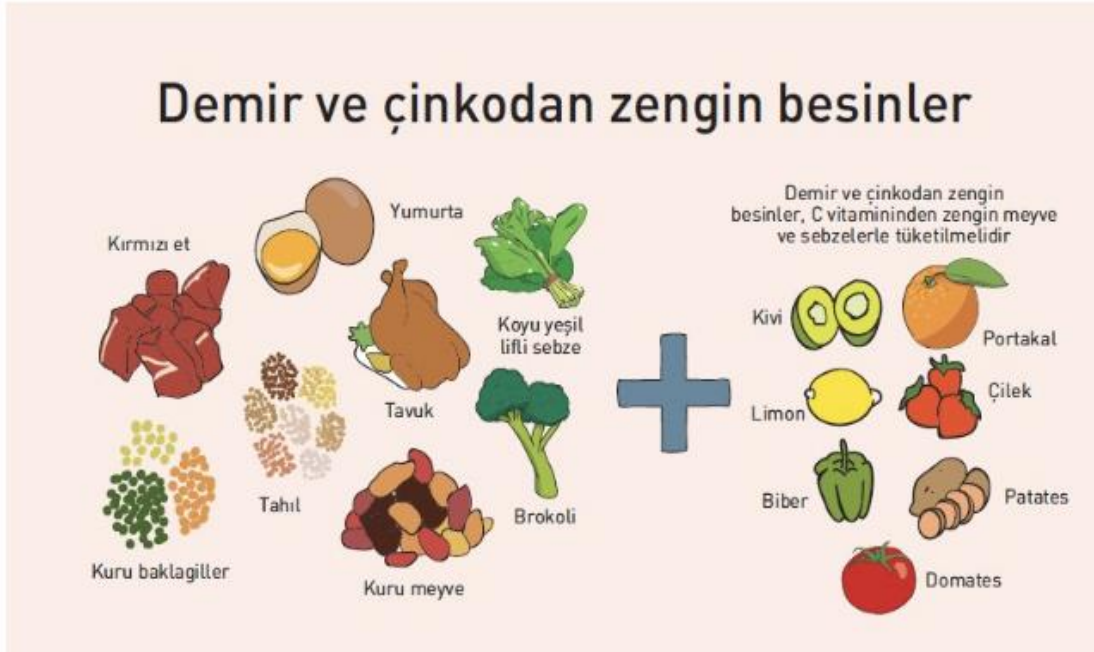 Demir ve çinkodan zengin besinler
Kırmızı et
Yumurta
Koyu yeşil
lifli sebze
Tavuk
Tahıl
Brokoli
Kuru baklagiller
Kuru meyve
Demir ve çinkodan zengin
besinler, C vitamininden zengin meyve
ve sebzelerle tüketilmelidir
Kivi
Portakal
Limon
Çilek
Biber
Patates
Domates